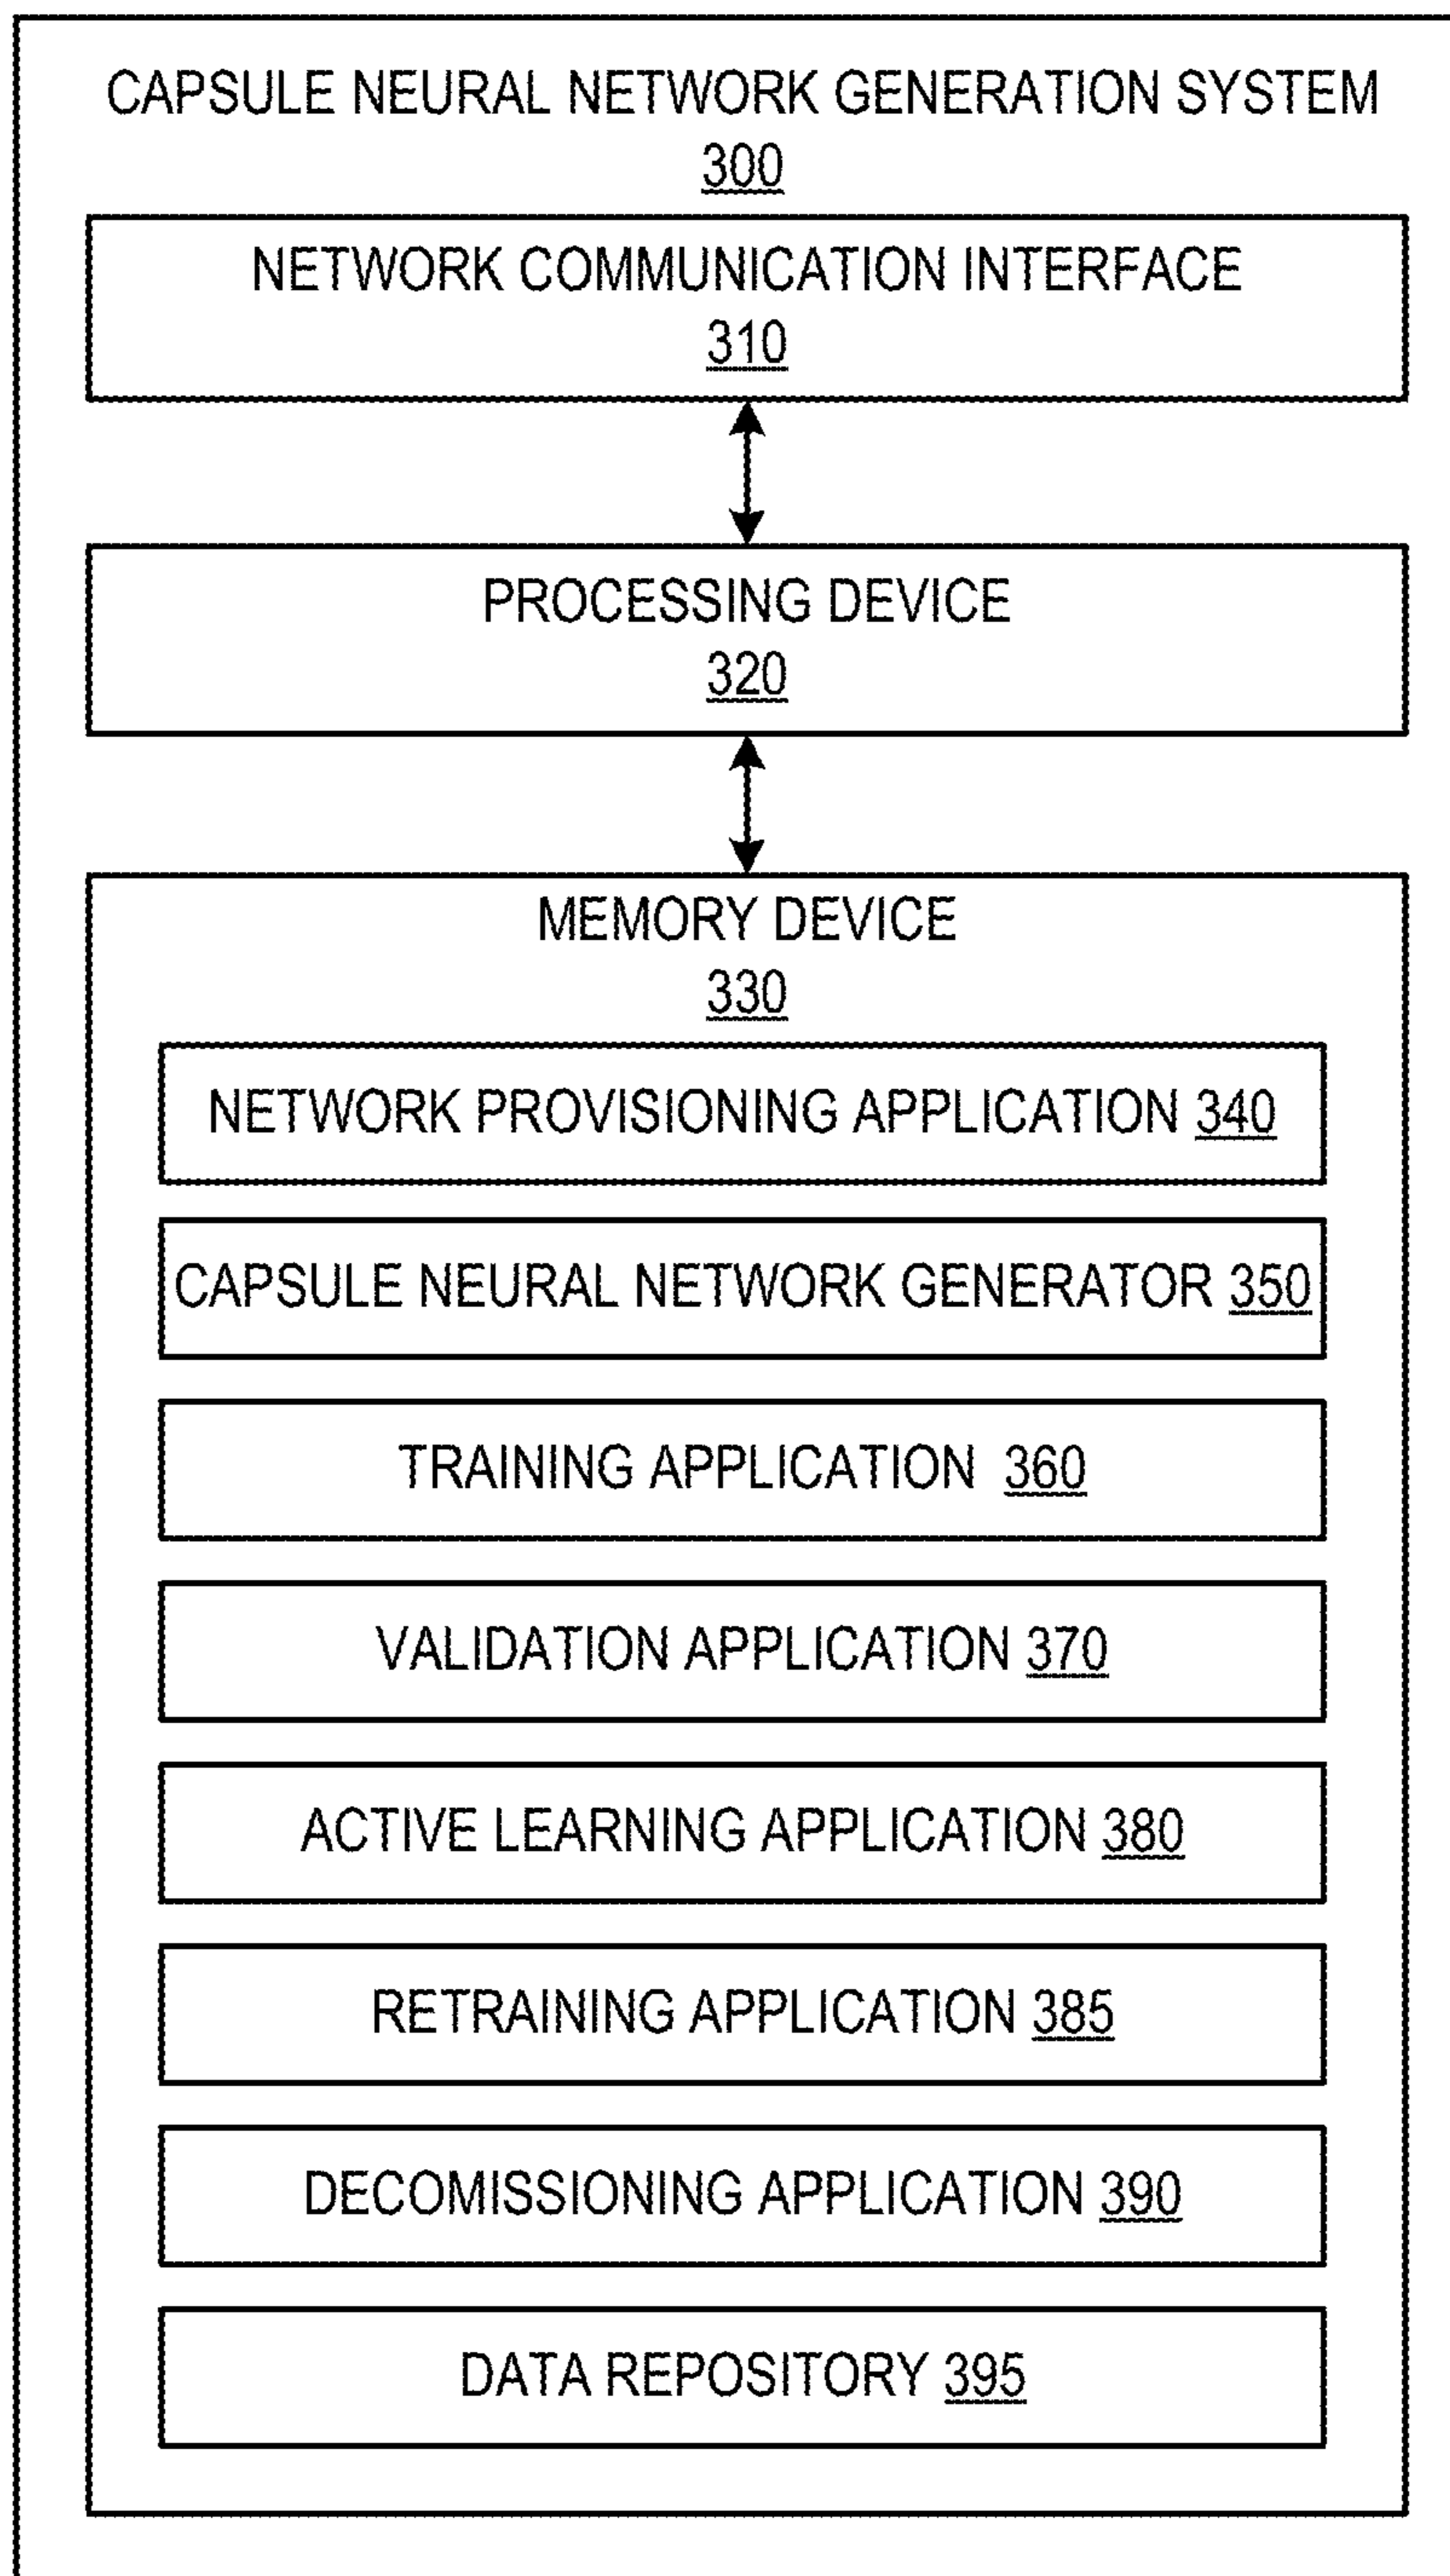 CAPSULE NEURAL NETWORK GENERATION SYSTEM
300
NETWORK COMMUNICATION INTERFACE
310
PROCESSING DEVICE
320
MEMORY DEVICE
330
NETWORK PROVISIONING APPLICATION 340
CAPSULE NEURAL NETWORK GENERATOR 350
TRAINING APPLICATION 360
VALIDATION APPLICATION 370
ACTIVE LEARNING APPLICATION 380
RETRAINING APPLICATION 385
DECOMISSIONING APPLICATION 390
DATA REPOSITORY 395